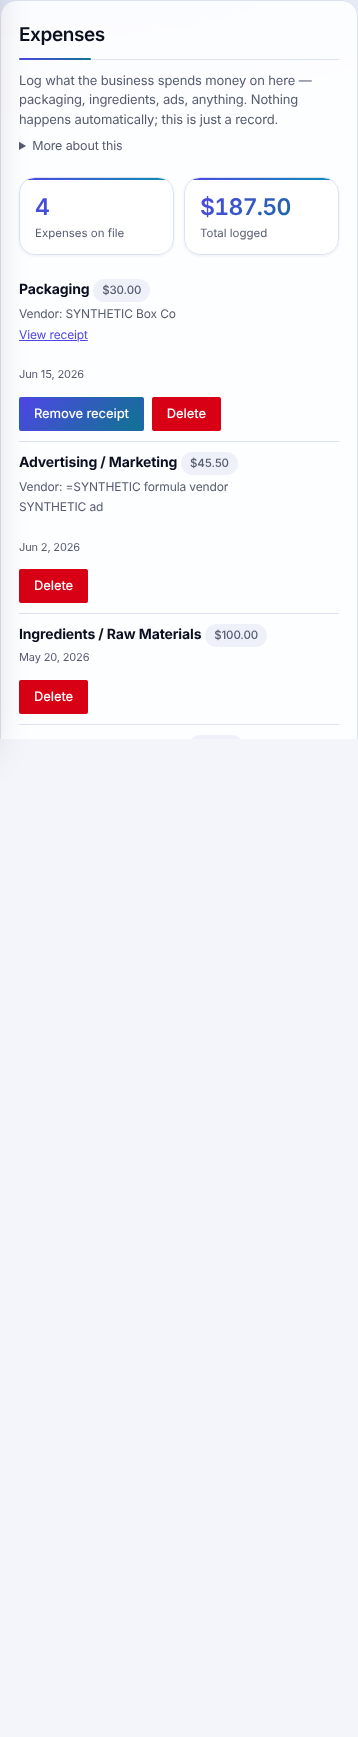 Expenses
Log what the business spends money on here —
packaging, ingredients, ads, anything. Nothing
happens automatically; this is just a record.
▶ More about this
4
Expenses on file
$187.50
Total logged
Packaging $30.00
Vendor: SYNTHETIC Box Co
View receipt
Jun 15, 2026
Remove receipt Delete
Advertising / Marketing $45.50
Vendor: =SYNTHETIC formula vendor
SYNTHETIC ad
Jun 2, 2026
Delete
Ingredients / Raw Materials $100.00
May 20, 2026
Delete